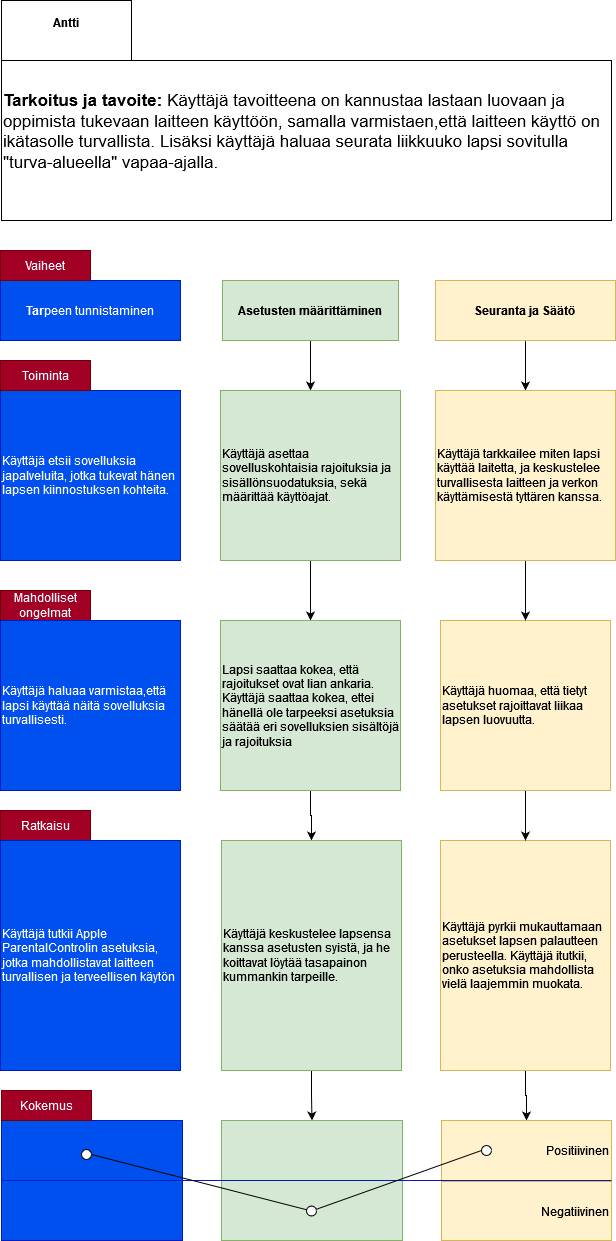 Antti
Tarkoitus ja tavoite: Käyttäjä tavoitteena on kannustaa lastaan luovaan ja
oppimista tukevaan laitteen käyttöön, samalla varmistaen,että laitteen käyttö on
ikätasolle turvallista. Lisäksi käyttäjä haluaa seurata liikkuuko lapsi sovitulla
"turva-alueella" vapaa-ajalla.
Vaiheet
Tarpeen tunnistaminen
Asetusten määrittäminen
Seuranta ja Säätö
Toiminta
Käyttäjä etsii sovelluksia
japalveluita, jotka tukevat hänen
lapsen kiinnostuksen kohteita.
Käyttäjä asettaa
sovelluskohtaisia rajoituksia ja
sisällönsuodatuksia, sekä
määrittää käyttöajat.
Käyttäjä tarkkailee miten lapsi
käyttää laitetta, ja keskustelee
turvallisesta laitteen ja verkon
käyttämisestä tyttären kanssa.
Mahdolliset
ongelmat
Käyttäjä haluaa varmistaa,että
lapsi käyttää näitä sovelluksia
turvallisesti.
Lapsi saattaa kokea, että
rajoitukset ovat lian ankaria.
Käyttäjä saattaa kokea, ettei
hänellä ole tarpeeksi asetuksia
säätää eri sovelluksien sisältöjä
ja rajoituksia
Käyttäjä huomaa, että tietyt
asetukset rajoittavat liikaa
lapsen luovuutta.
Ratkaisu
Käyttäjä tutkii Apple
ParentalControlin asetuksia,
jotka mahdollistavat laitteen
turvallisen ja terveellisen käytön
Käyttäjä keskustelee lapsensa
kanssa asetusten syistä, ja he
koittavat löytää tasapainon
kummankin tarpeille.
Käyttäjä pyrkii mukauttamaan
asetukset lapsen palautteen
perusteella. Käyttäjä itutkii,
onko asetuksia mahdollista
vielä laajemmin muokata.
Kokemus
Positiivinen
Negatiivinen